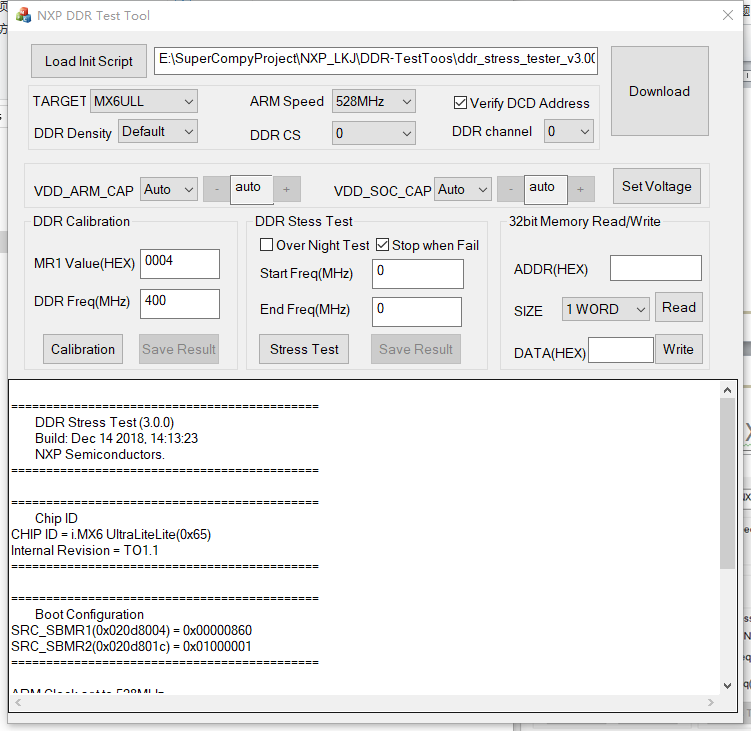 NXP DDR Test Tool
Load Init Script E:\SuperCompyProject\NXP_LKJ\DDR-TestToos\ddr_stress_tester_v3.00 Download
TARGET MX6ULL ARM Speed 528MHz Verify DCD Address
DDR Density Default DDR CS 0 DDR channel 0
VDD_ARM_CAP Auto - auto + VDD_SOC_CAP Auto - auto + Set Voltage
DDR Calibration DDR Stess Test 32bit Memory Read/Write
Over Night Test Stop when Fail
MR1 Value(HEX) 0004 Start Freq(MHz) 0 ADDR(HEX)
DDR Freq(MHz) 400 End Freq(MHz) 0 SIZE 1 WORD Read
Calibration Save Result Stress Test Save Result DATA(HEX) Write
============================================
DDR Stress Test (3.0.0)
Build: Dec 14 2018, 14:13:23
NXP Semiconductors.
============================================
============================================
Chip ID
CHIP ID = i.MX6 UltraLiteLite(0x65)
Internal Revision = TO1.1
============================================
============================================
Boot Configuration
SRC_SBMR1(0x020d8004) = 0x00000860
SRC_SBMR2(0x020d801c) = 0x01000001
============================================
ARM Clock set to 528MHz